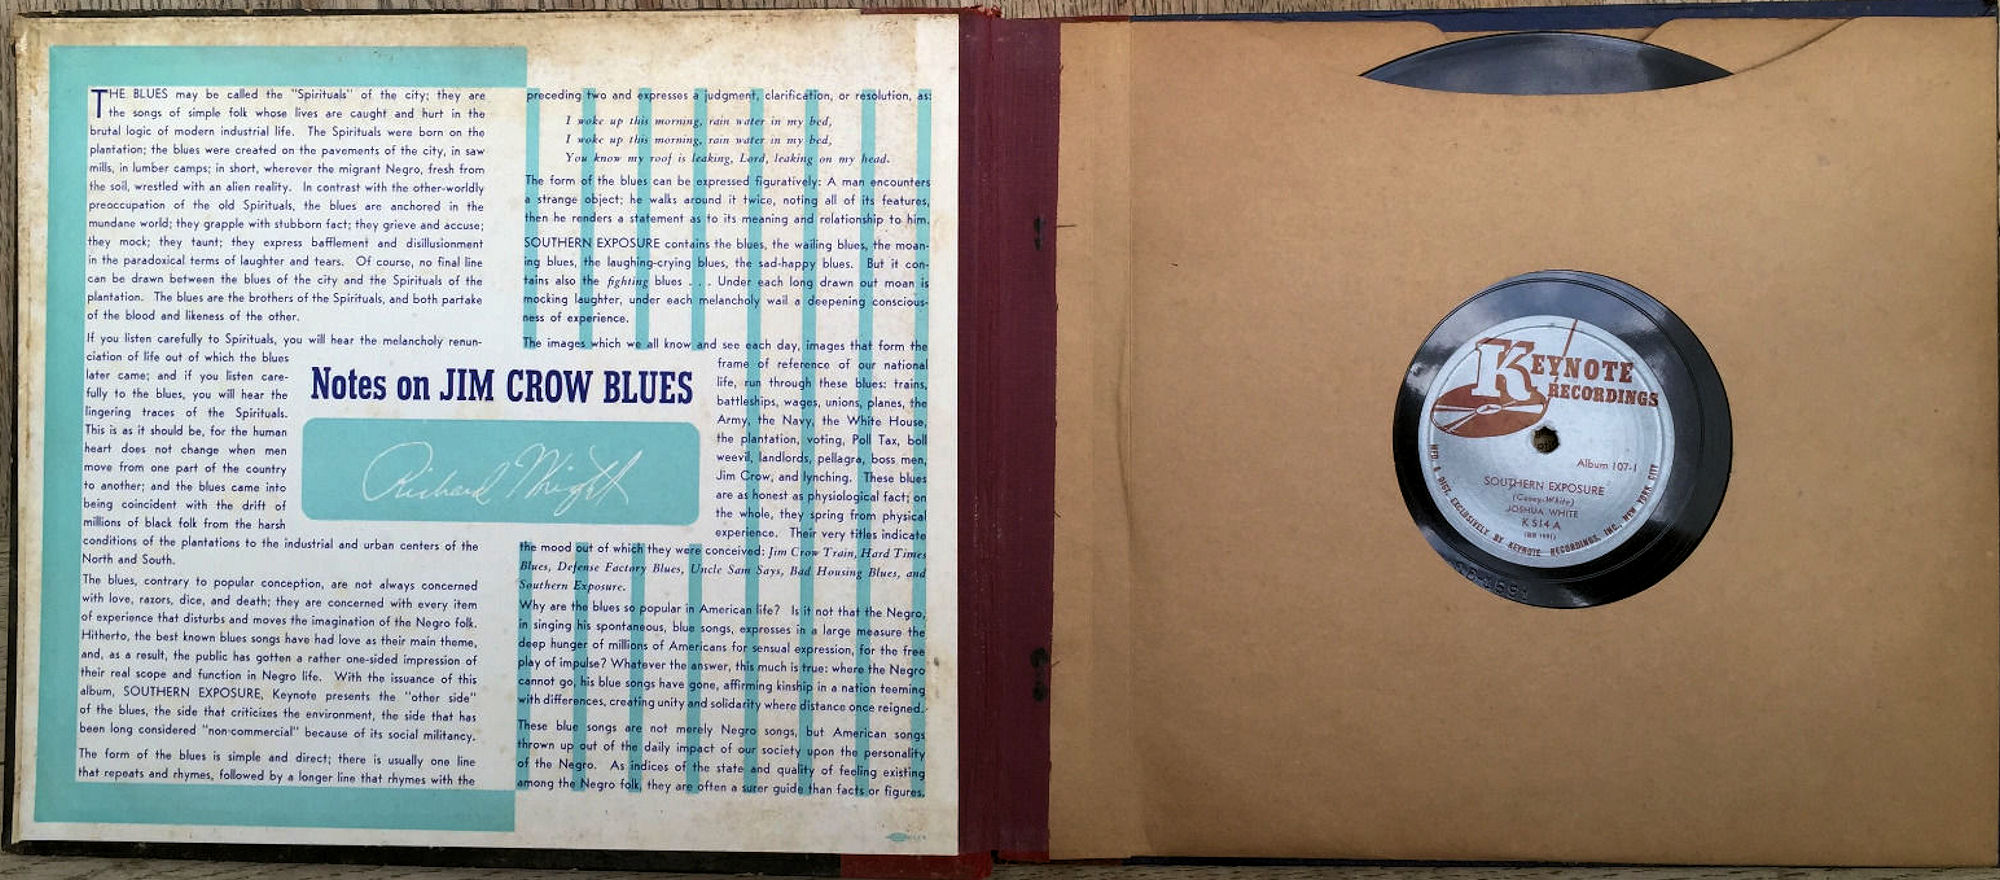 THE BLUES may be called the "Spirituals" of the city; they are
the songs of simple folk whose lives are caught and hurt in the
brutal logic of modern industrial life. The Spirituals were born on the
plantation; the blues were created on the pavements of the city, in saw
mills, in lumber camps; in short, wherever the migrant Negro, fresh from
the soil, wrestled with an alien reality. In contrast with the other-worldly
preoccupation of the old Spirituals, the blues are anchored in the
mundane world; they grapple with stubborn fact; they grieve and accuse;
they mock; they taunt; they express bafflement and disillusionment
in the paradoxical terms of laughter and tears. Of course, no final line
can be drawn between the blues of the city and the Spirituals of the
plantation. The blues are the brothers of the Spirituals, and both partake
of the blood and likeness of the other.
If you listen carefully to Spirituals, you will hear the melancholy renun-
ciation of life out of which the blues
later came; and if you listen care-
fully to the blues, you will hear the
lingering traces of the Spirituals.
This is as it should be, for the human
heart does not change when men
move from one part of the country
to another; and the blues came into
being coincident with the drift of
millions of black folk from the harsh
conditions of the plantations to the industrial and urban centers of the
North and South.
The blues, contrary to popular conception, are not always concerned
with love, razors, dice, and death; they are concerned with every item
of experience that disturbs and moves the imagination of the Negro folk.
Hitherto, the best known blues songs have had love as their main theme,
and, as a result, the public has gotten a rather one-sided impression of
their real scope and function in Negro life. With the issuance of this
album, SOUTHERN EXPOSURE, Keynote presents the "other side"
of the blues, the side that criticizes the environment, the side that has
been long considered "non-commercial" because of its social militancy.
The form of the blues is simple and direct; there is usually one line
that repeats and rhymes, followed by a longer line that rhymes with the
Notes on JIM CROW BLUES
Richard Wright
preceding two and expresses a judgment, clarification, or resolution, as:
I woke up this morning, rain water in my bed,
I woke up this morning, rain water in my bed,
You know my roof is leaking, Lord, leaking on my head.
The form of the blues can be expressed figuratively: A man encounters
a strange object; he walks around it twice, noting all of its features,
then he renders a statement as to its meaning and relationship to him.
SOUTHERN EXPOSURE contains the blues, the wailing blues, the moan-
ing blues, the laughing-crying blues, the sad-happy blues. But it con-
tains also the fighting blues . . . Under each long drawn out moan is
mocking laughter, under each melancholy wail a deepening conscious-
ness of experience.
The images which we all know and see each day, images that form the
frame of reference of our national
life, run through these blues: trains,
battleships, wages, unions, planes, the
Army, the Navy, the White House,
the plantation, voting, Poll Tax, boll
weevil, landlords, pellagra, boss men,
Jim Crow, and lynching. These blues
are as honest as physiological fact; on
the whole, they spring from physical
experience. Their very titles indicate
the mood out of which they were conceived: Jim Crow Train, Hard Times
Blues, Defense Factory Blues, Uncle Sam Says, Bad Housing Blues, and
Southern Exposure.
Why are the blues so popular in American life? Is it not that the Negro,
in singing his spontaneous, blue songs, expresses in a large measure the
deep hunger of millions of Americans for sensual expression, for the free
play of impulse? Whatever the answer, this much is true: where the Negro
cannot go, his blue songs have gone, affirming kinship in a nation teeming
with differences, creating unity and solidarity where distance once reigned.
These blue songs are not merely Negro songs, but American songs
thrown up out of the daily impact of our society upon the personality
of the Negro. As indices of the state and quality of feeling existing
among the Negro folk, they are often a surer guide than facts or figures.
KEYNOTE
RECORDINGS
Album 107-1
SOUTHERN EXPOSURE
(Cuney-White)
JOSHUA WHITE
K 514 A
MFD. & DIST. EXCLUSIVELY BY KEYNOTE RECORDINGS, INC., NEW YORK CITY